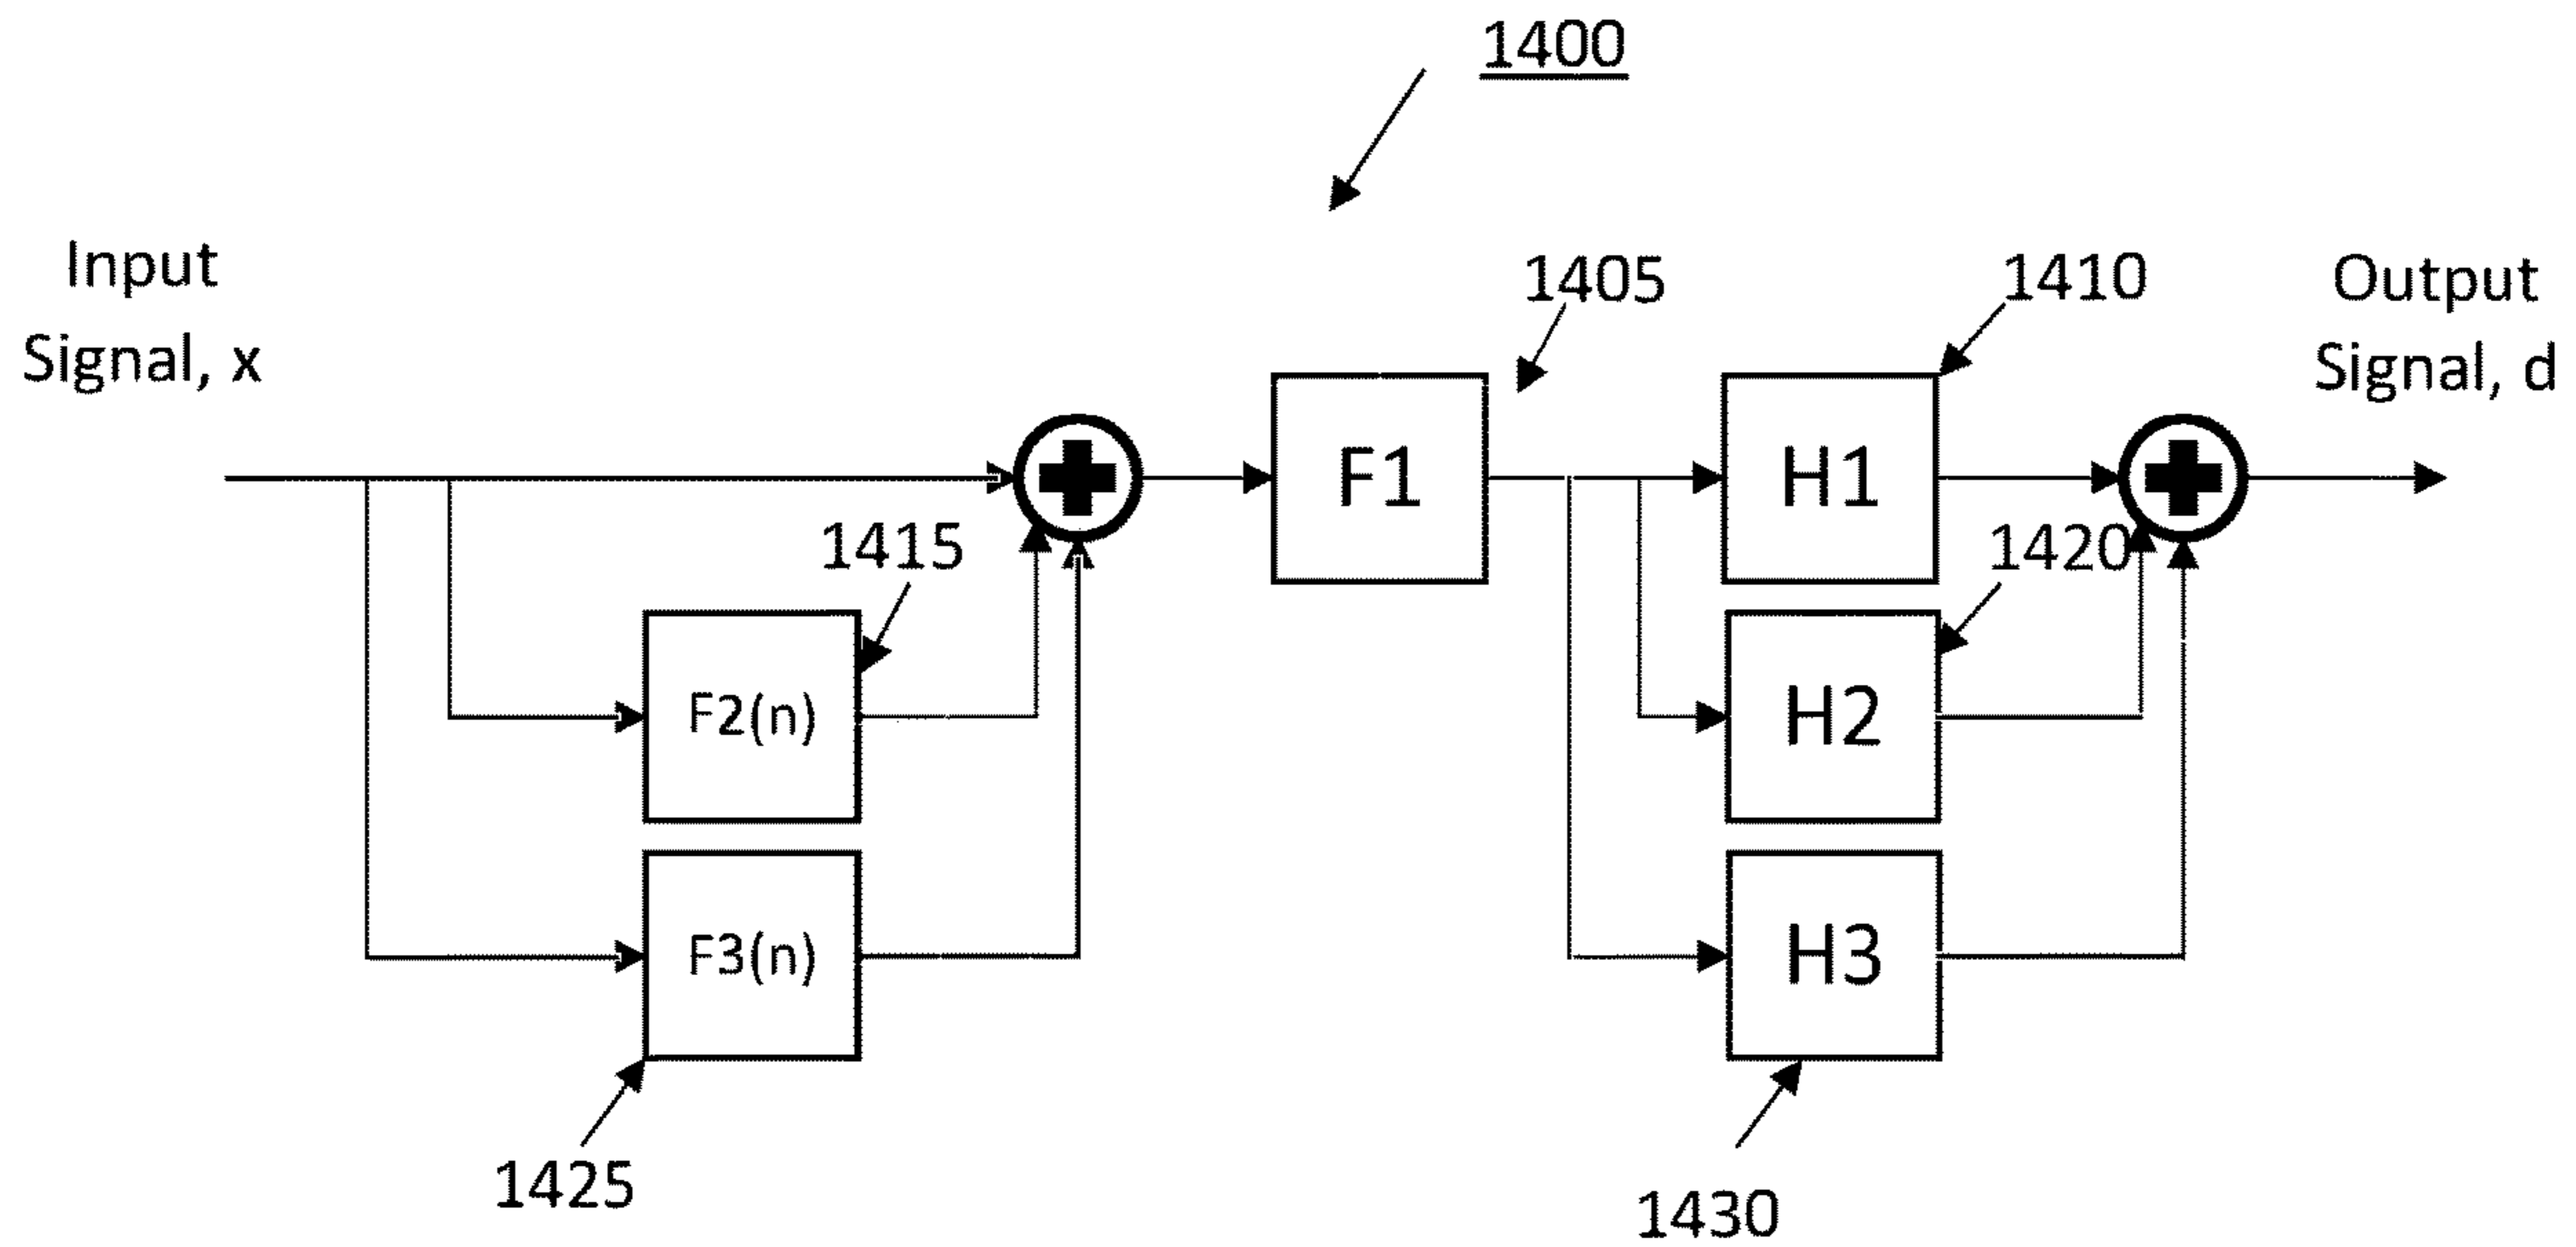 1400
Input
Signal, x
1405
1410
Output
Signal, d
F1
H1
1415
1420
F2(n)
H2
F3(n)
H3
1425
1430